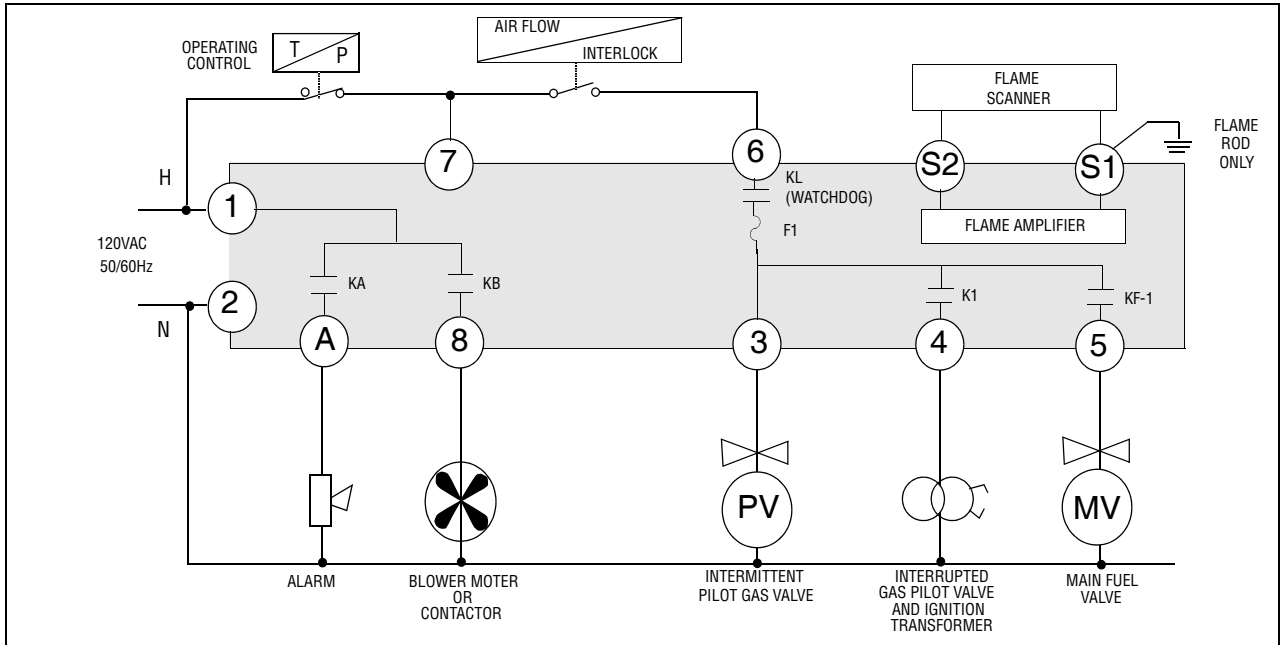 AIR FLOW
INTERLOCK
OPERATING
CONTROL
T
P
FLAME
SCANNER
FLAME
ROD
ONLY
7
6
S2
S1
H
1
KL
(WATCHDOG)
F1
FLAME AMPLIFIER
120VAC
50/60Hz
N
2
KA
KB
K1
KF-1
A
8
3
4
5
PV
MV
ALARM
BLOWER MOTER
OR
CONTACTOR
INTERMITTENT
PILOT GAS VALVE
INTERRUPTED
GAS PILOT VALVE
AND IGNITION
TRANSFORMER
MAIN FUEL
VALVE